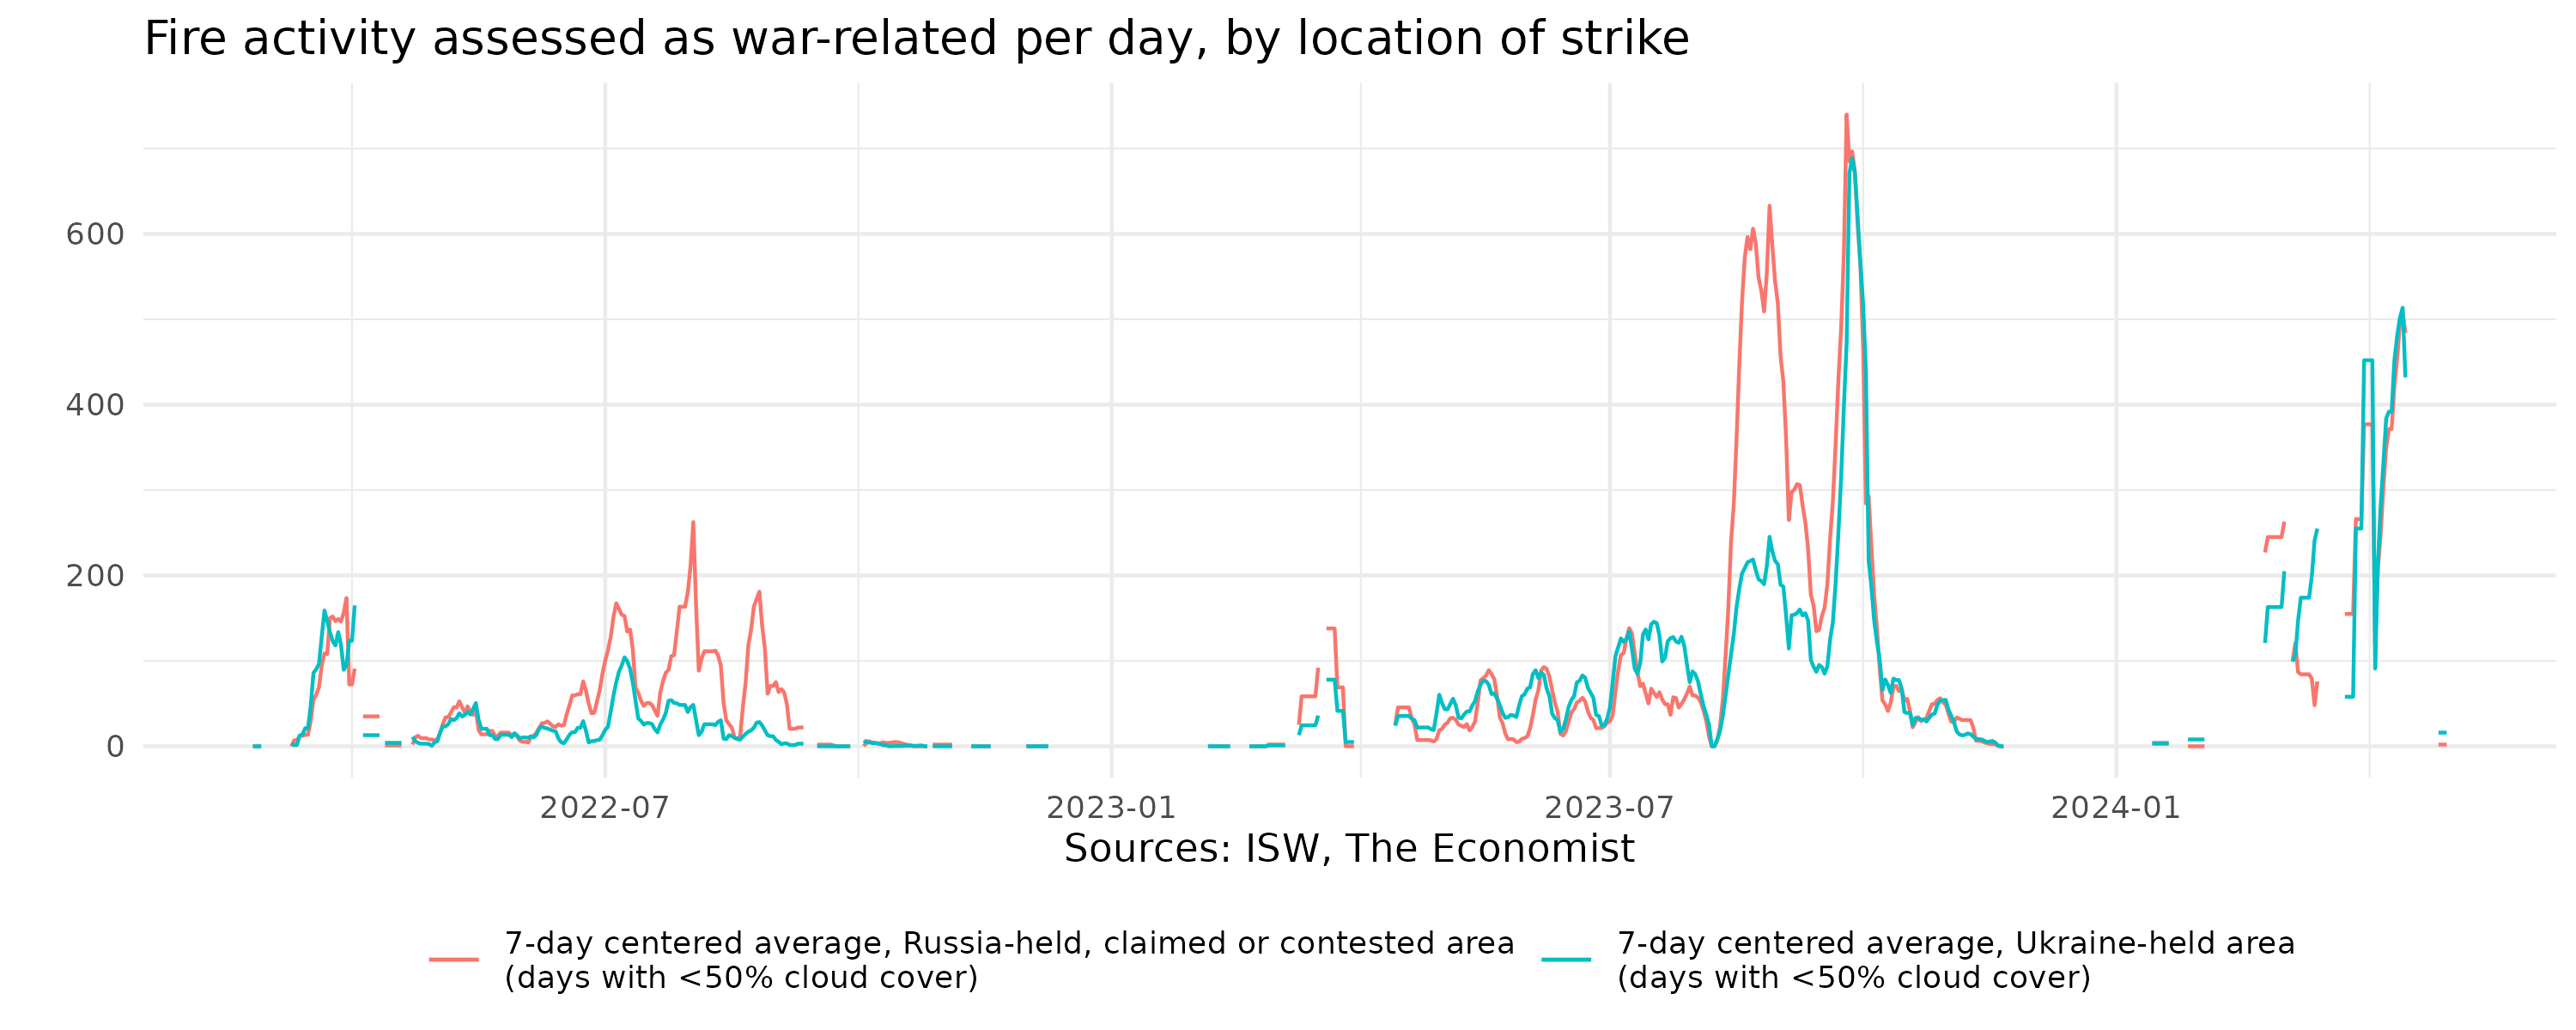 Fire activity assessed as war-related per day, by location of strike
600
400
200
0
2022-07
2023-01
2023-07
2024-01
Sources: ISW, The Economist
7-day centered average, Russia-held, claimed or contested area
(days with <50% cloud cover)
7-day centered average, Ukraine-held area
(days with <50% cloud cover)